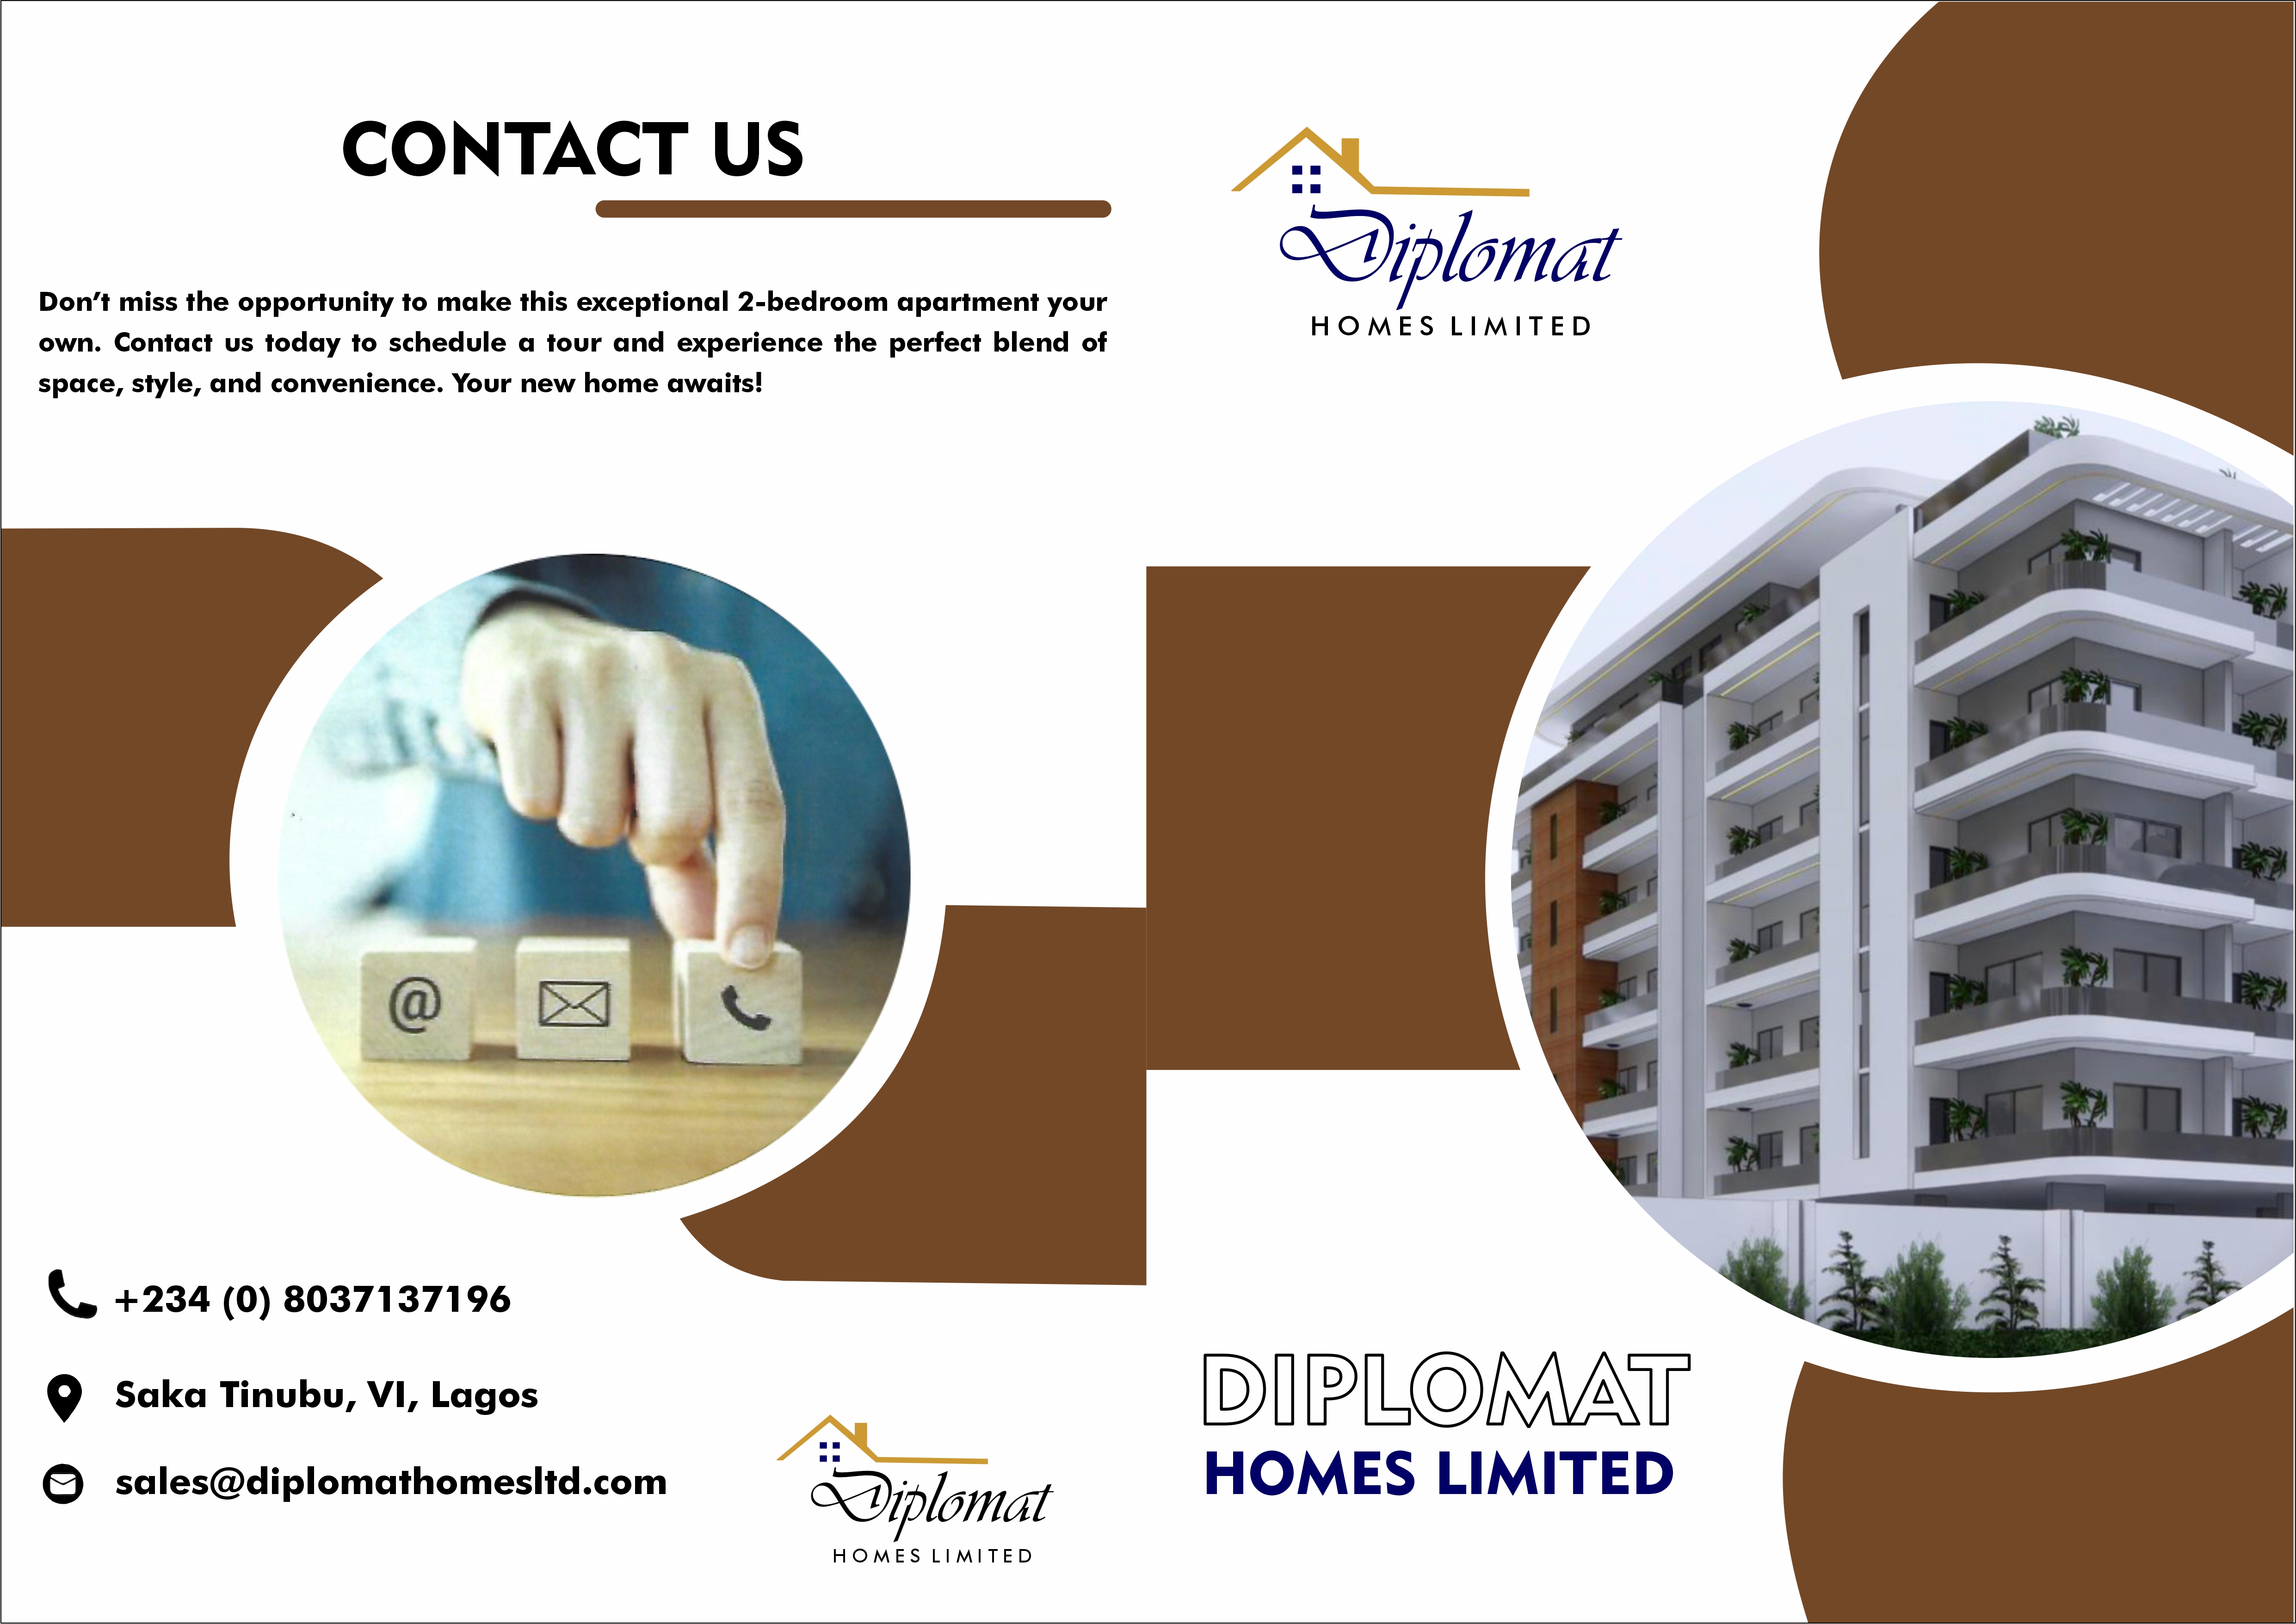 CONTACT US
Don’t miss the opportunity to make this exceptional 2-bedroom apartment your
own. Contact us today to schedule a tour and experience the perfect blend of
space, style, and convenience. Your new home awaits!
@
+234 (0) 8037137196
Saka Tinubu, VI, Lagos
sales@diplomathomesltd.com
Diplomat
HOMES LIMITED
Diplomat
HOMES LIMITED
DIPLOMAT
HOMES LIMITED